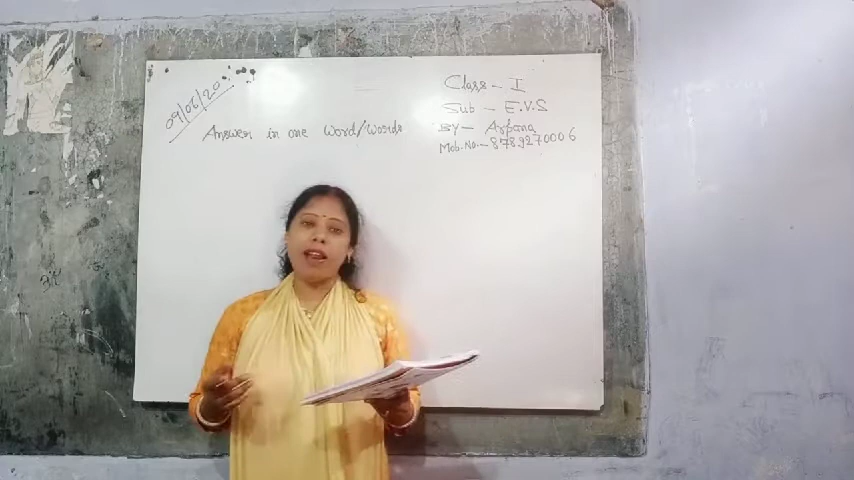 09/06/20
Class - I
Sub - E.V.S
BY - Arpana
Mob. No. - 8789270006
Answer in one Word/Words